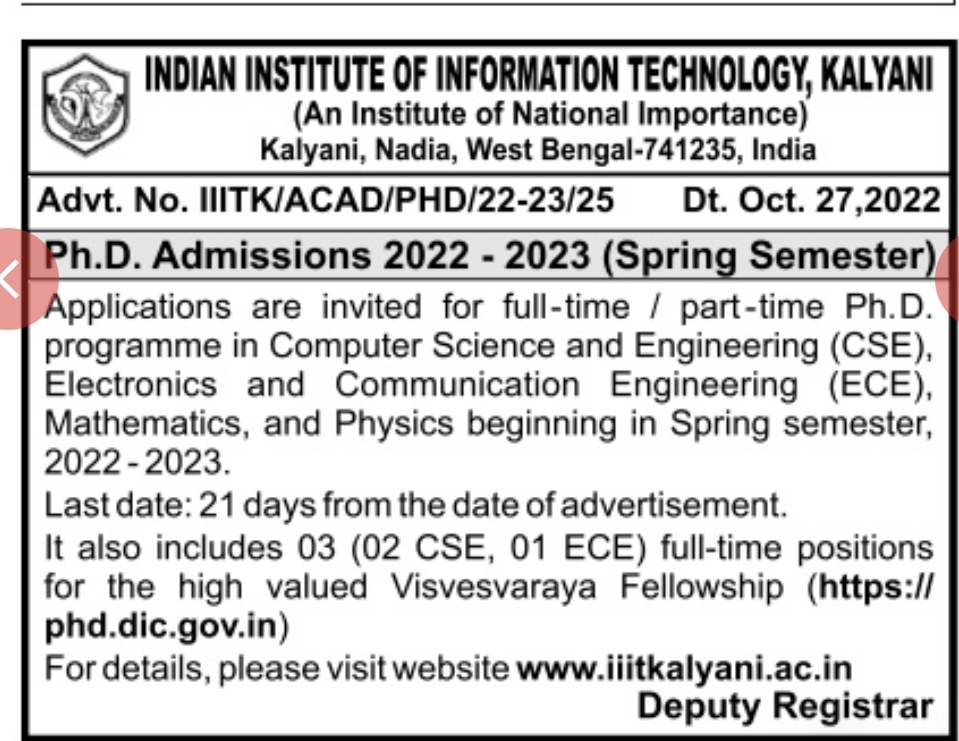 INDIAN INSTITUTE OF INFORMATION TECHNOLOGY, KALYANI
(An Institute of National Importance)
Kalyani, Nadia, West Bengal-741235, India
Advt. No. IIITK/ACAD/PHD/22-23/25 Dt. Oct. 27,2022
Ph.D. Admissions 2022 - 2023 (Spring Semester)
Applications are invited for full-time / part-time Ph.D.
programme in Computer Science and Engineering (CSE),
Electronics and Communication Engineering (ECE),
Mathematics, and Physics beginning in Spring semester,
2022-2023.
Last date: 21 days from the date of advertisement.
It also includes 03 (02 CSE, 01 ECE) full-time positions
for the high valued Visvesvaraya Fellowship (https://
phd.dic.gov.in)
For details, please visit website www.iiitkalyani.ac.in
Deputy Registrar